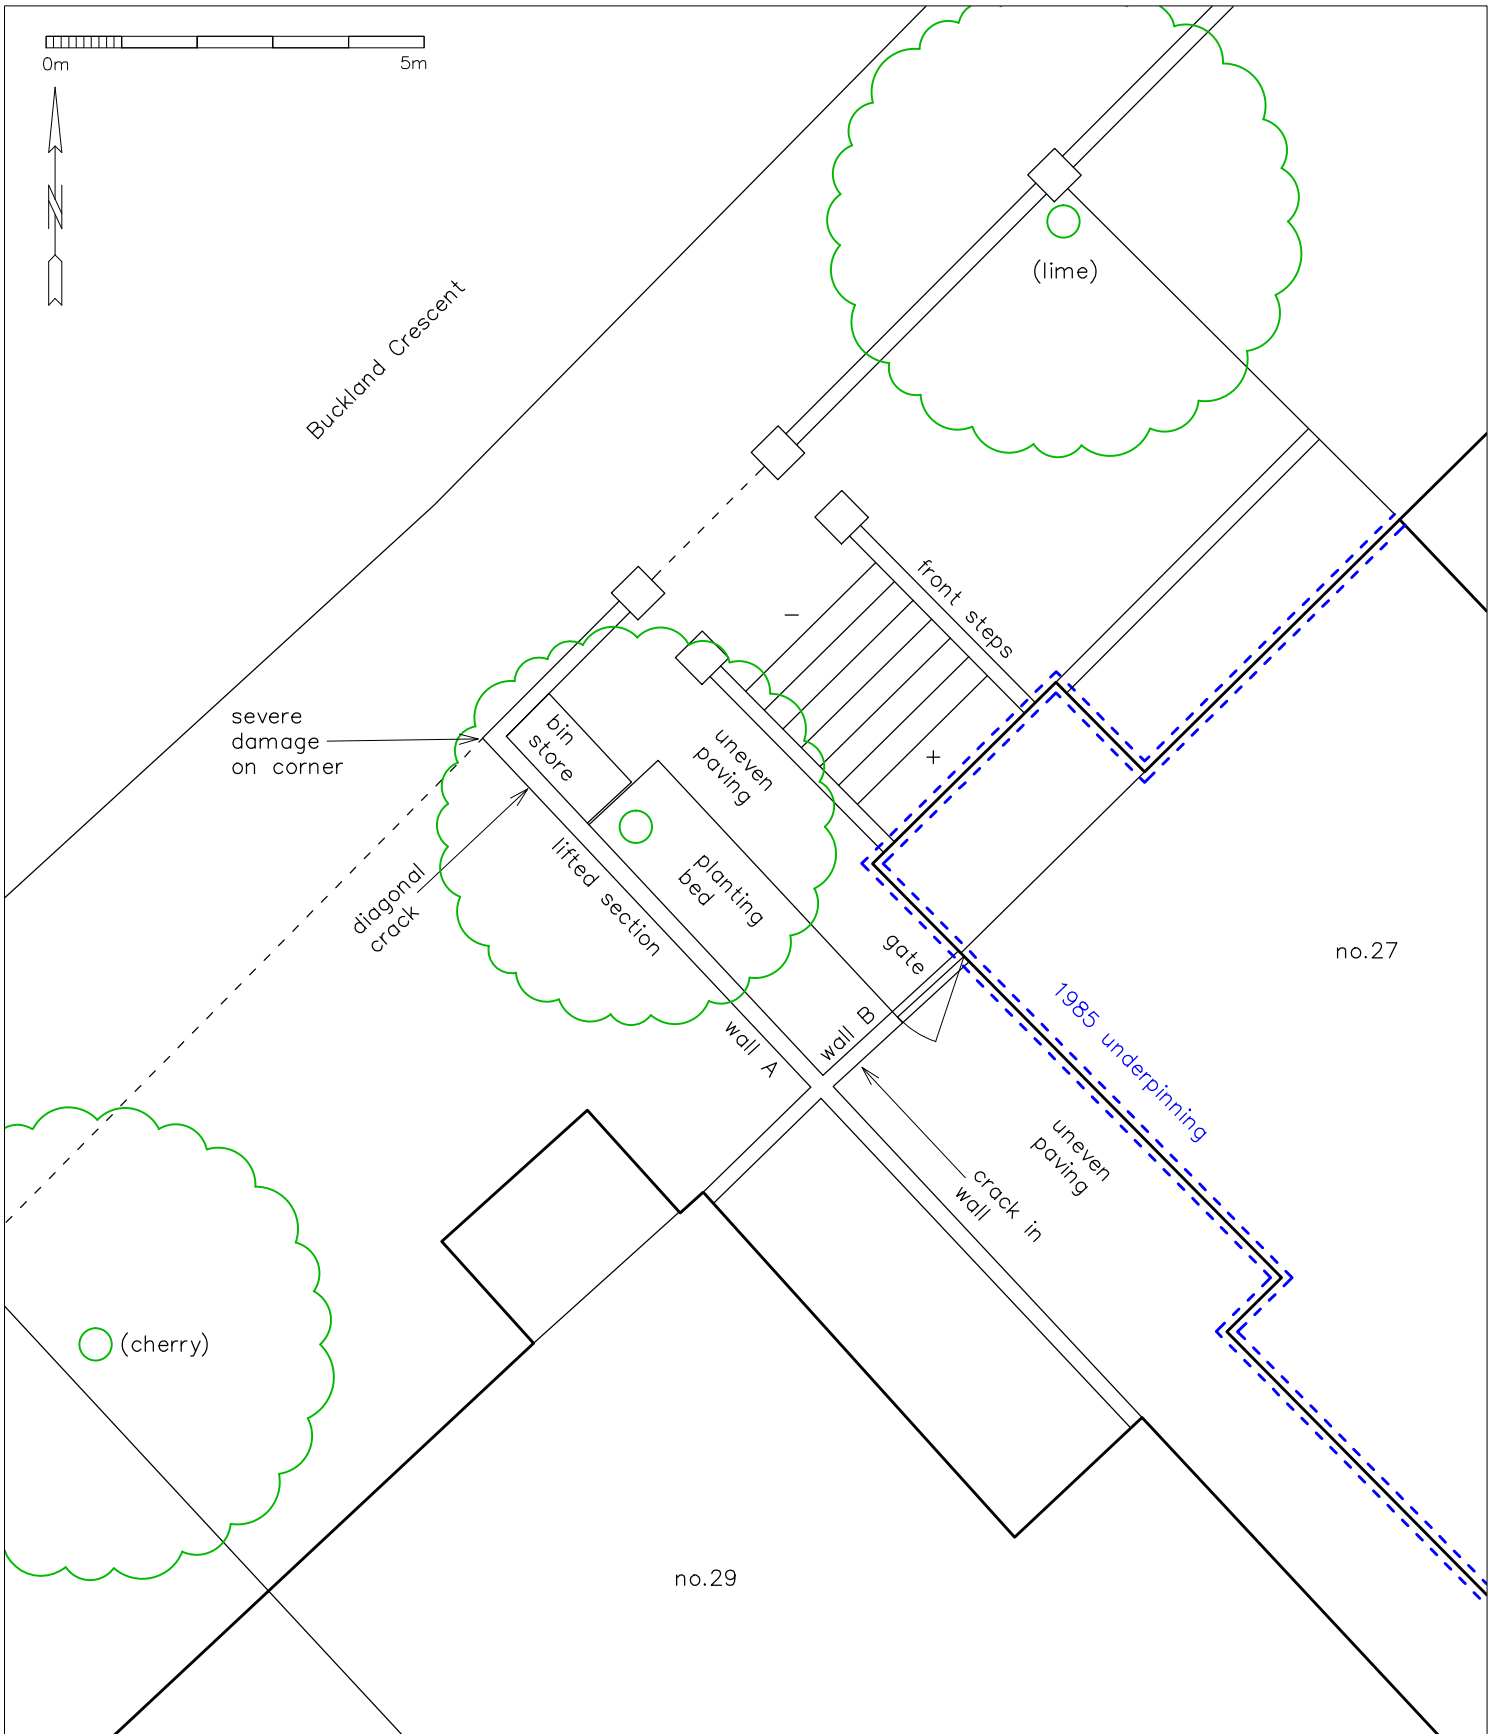 0m
5m
N
(lime)
Buckland Crescent
front steps
–
+
severe
damage
on corner
bin
store
uneven
paving
diagonal
crack
lifted section
planting
bed
gate
no.27
1985 underpinning
wall A
wall B
uneven
paving
crack in
wall
(cherry)
no.29